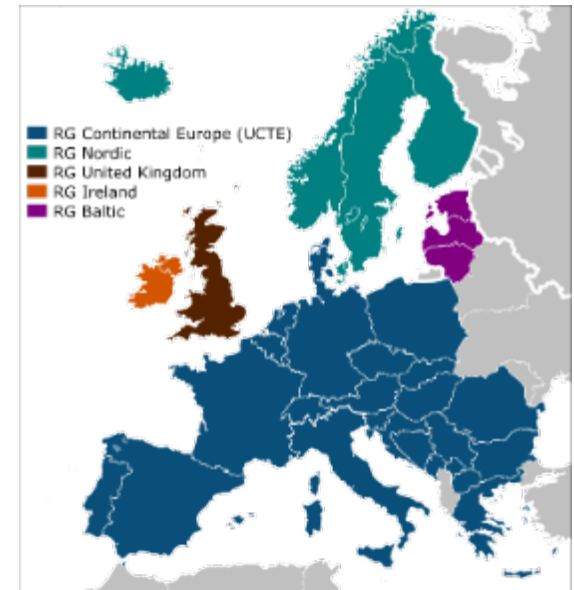 RG Continental Europe (UCTE)
RG Nordic
RG United Kingdom
RG Ireland
RG Baltic